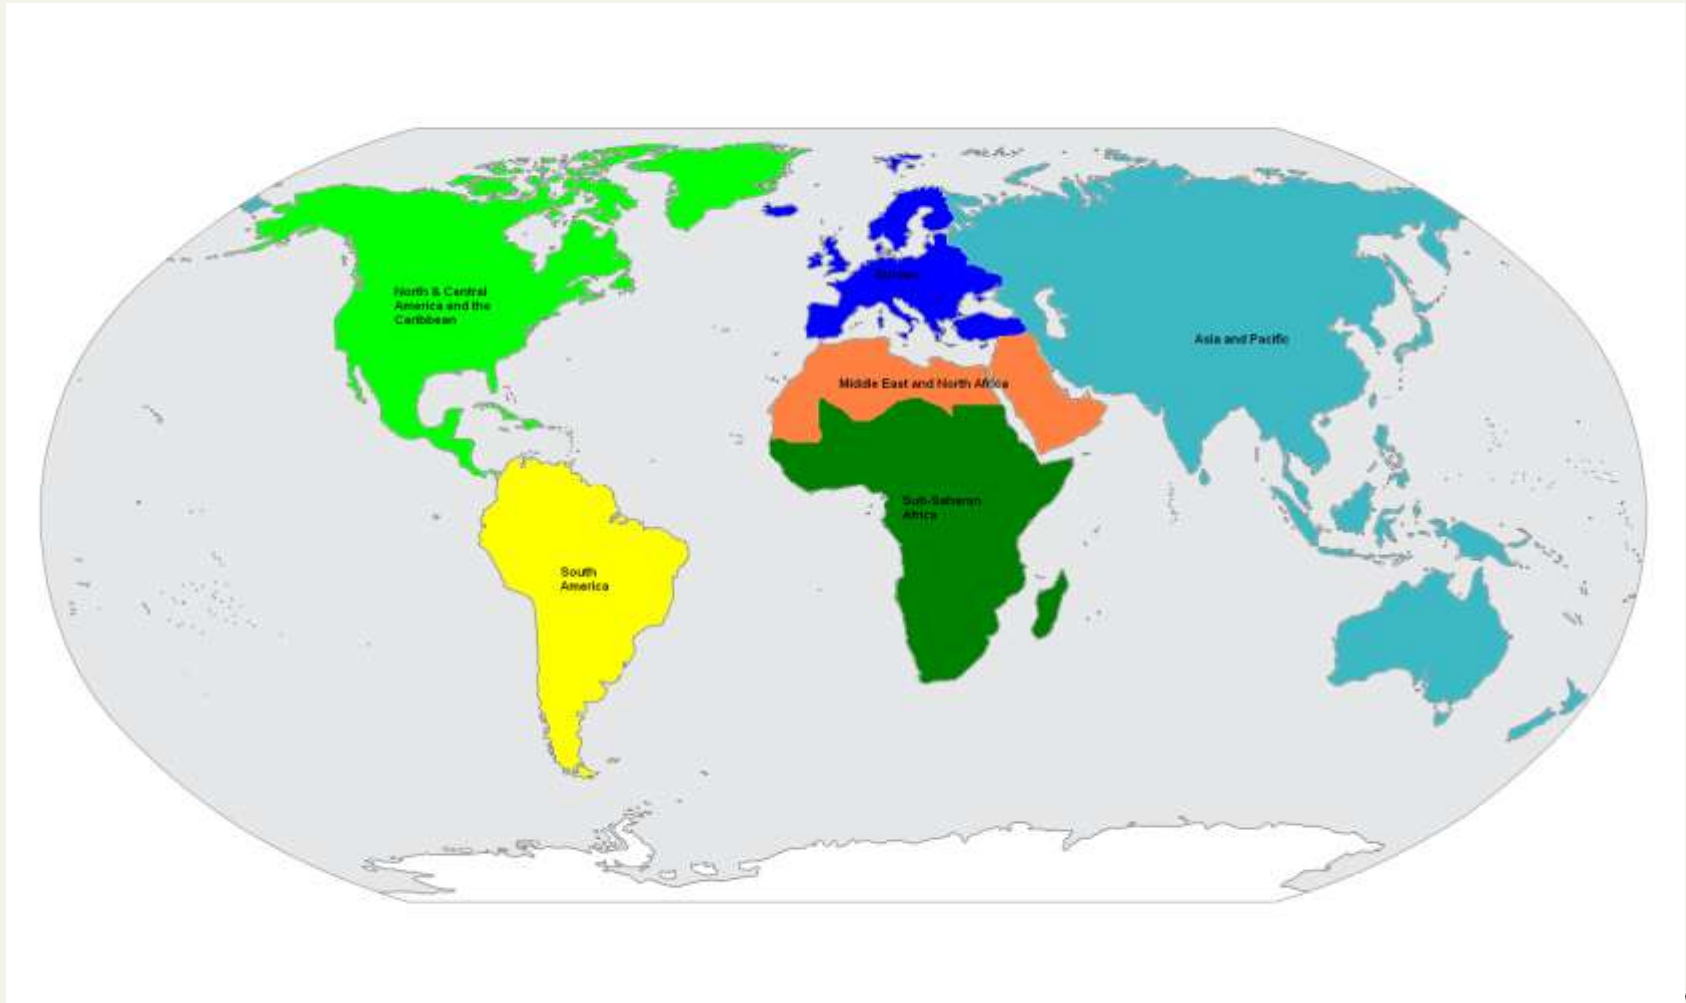 North & Central
America and the
Caribbean
Europe
Asia and Pacific
Middle East and North Africa
Sub-Saharan
Africa
South
America